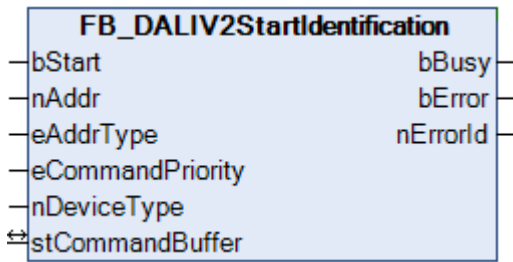 FB_DALIV2StartIdentification
bStart bBusy
nAddr bError
eAddrType nErrorId
eCommandPriority
nDeviceType
stCommandBuffer